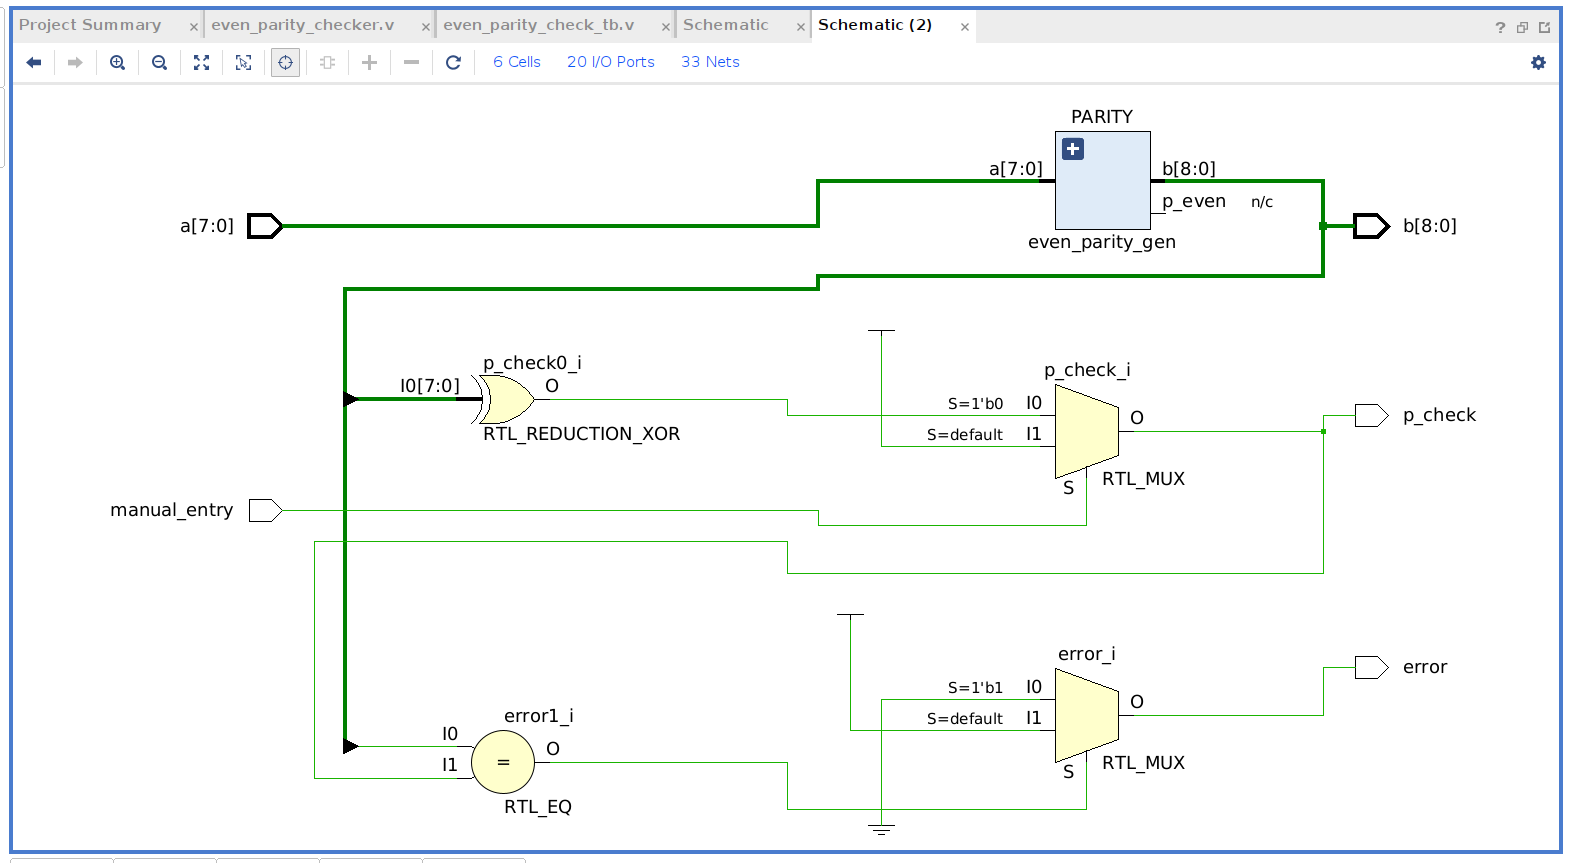 Project Summary × even_parity_checker.v × even_parity_check_tb.v × Schematic × Schematic (2) × ?
6 Cells 20 I/O Ports 33 Nets
PARITY
a[7:0] b[8:0]
p_even n/c
a[7:0] b[8:0]
even_parity_gen
p_check0_i
I0[7:0] O
RTL_REDUCTION_XOR
p_check_i
S=1'b0 I0
S=default I1
O
p_check
S
RTL_MUX
manual_entry
error_i
S=1'b1 I0
S=default I1
O
error
S
RTL_MUX
error1_i
I0
I1
O
=
RTL_EQ